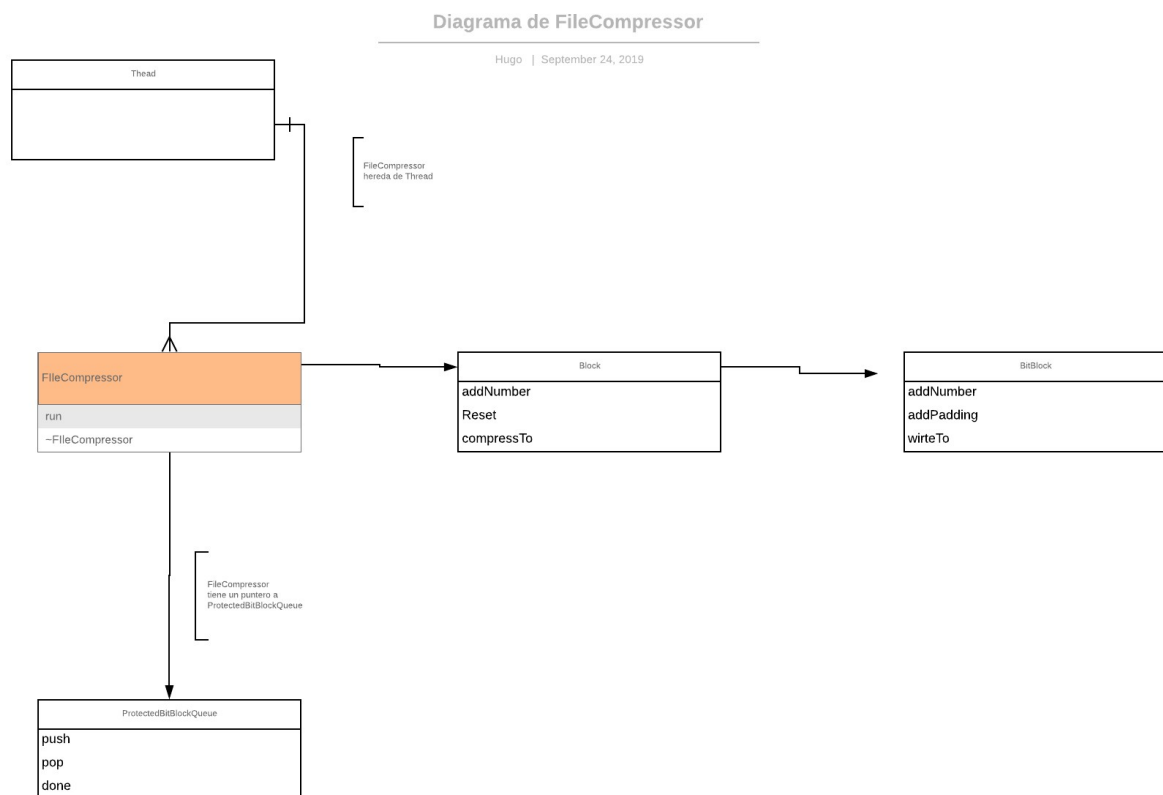 Diagrama de FileCompressor
Hugo | September 24, 2019
Thead
FileCompressor
hereda de Thread
FIleCompressor
run
~FIleCompressor
Block
addNumber
Reset
compressTo
BitBlock
addNumber
addPadding
wirteTo
FileCompressor
tiene un puntero a
ProtectedBitBlockQueue
ProtectedBitBlockQueue
push
pop
done